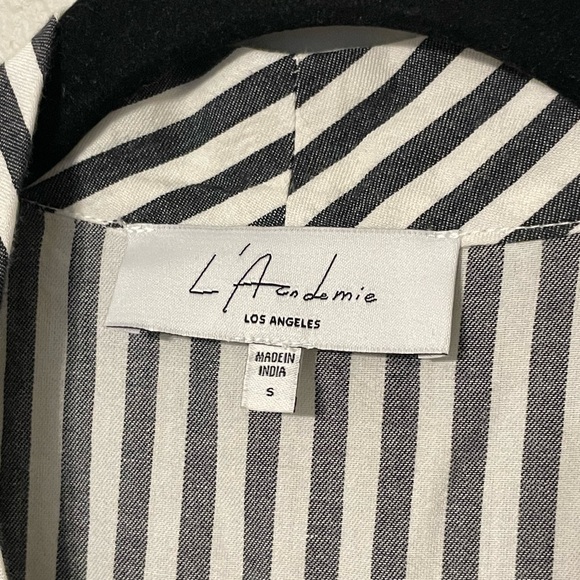 L'Academie
LOS ANGELES
MADE IN
INDIA
S